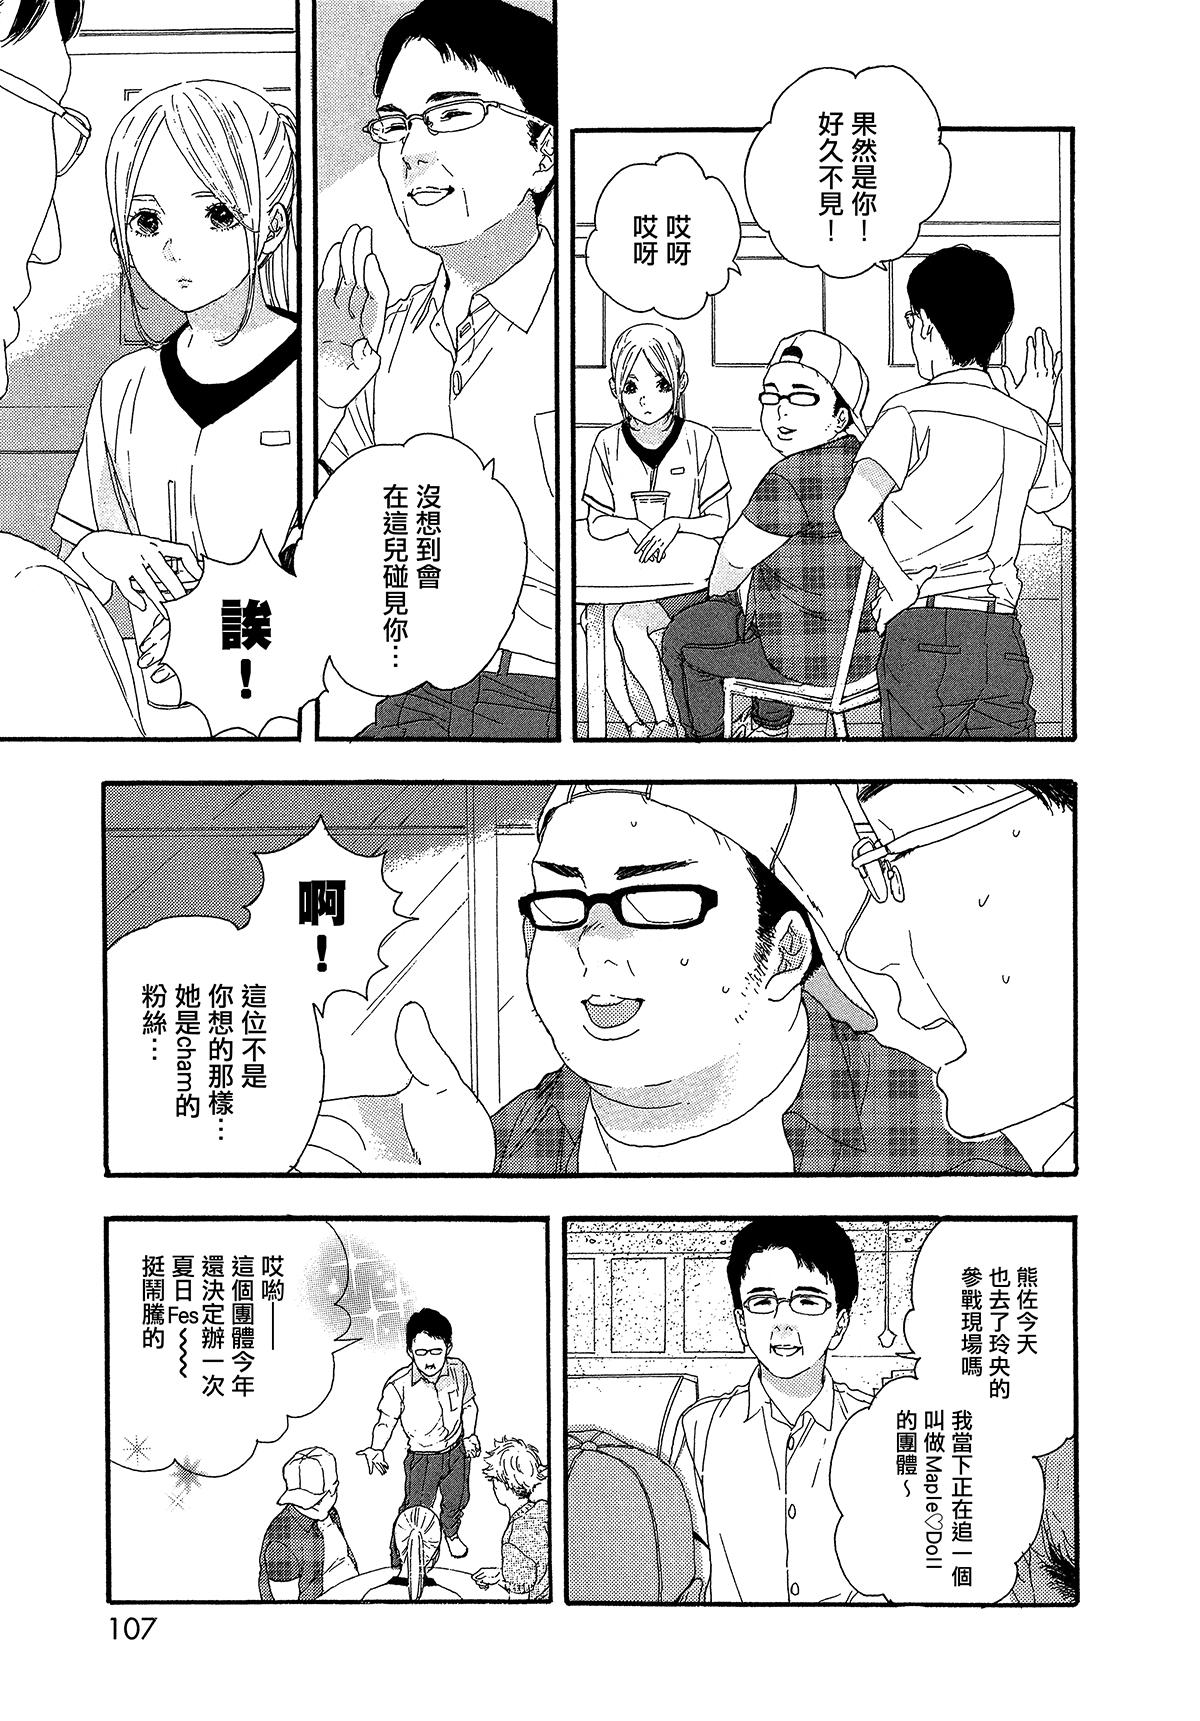 果然是你！
好久不見！
哎呀
哎呀
沒想到會
在這兒碰見你…
誒！
啊！
這位不是
你想的那樣…
她是cham的
粉絲…
熊佐今天
也去了玲央的
參戰現場嗎
我當下正在追一個
叫做Maple♡Doll
的團體～
哎喲──
這個團體今年
還決定辦一次
夏日Fes～～
挺鬧騰的
107